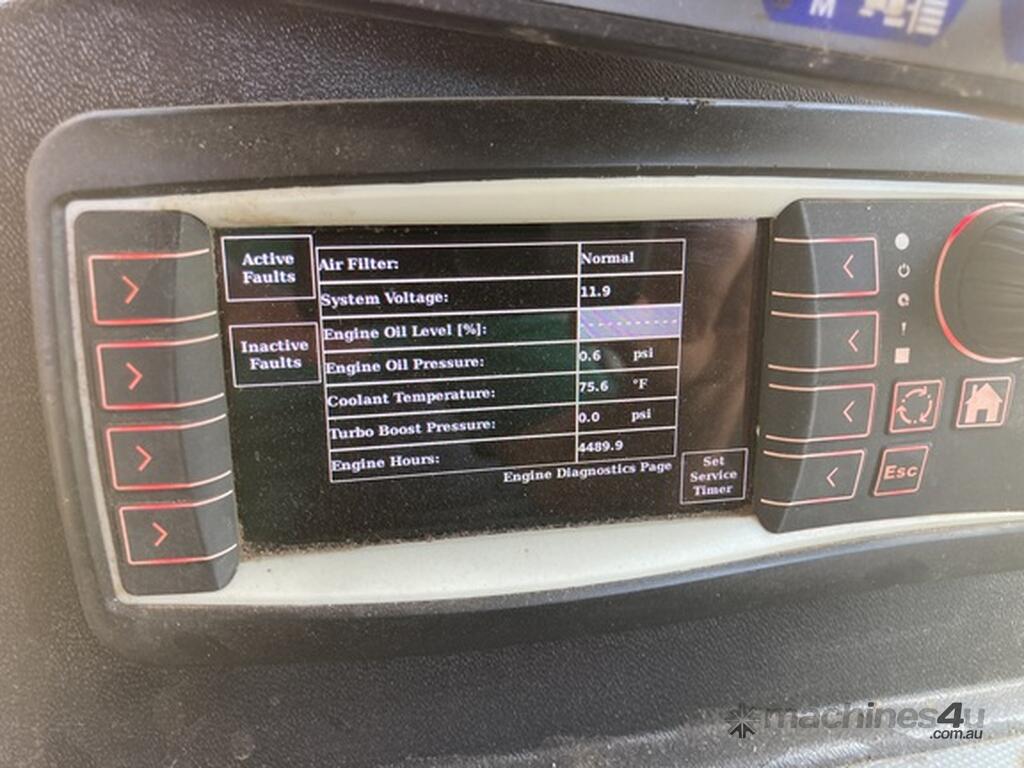 M
Active
Faults
Inactive
Faults
Air Filter: Normal
System Voltage: 11.9
Engine Oil Level [%]: - - - - - - - - - -
Engine Oil Pressure: 0.6 psi
Coolant Temperature: 75.6 °F
Turbo Boost Pressure: 0.0 psi
Engine Hours: 4489.9
Engine Diagnostics Page
Set
Service
Timer
Esc
machines4u
.com.au